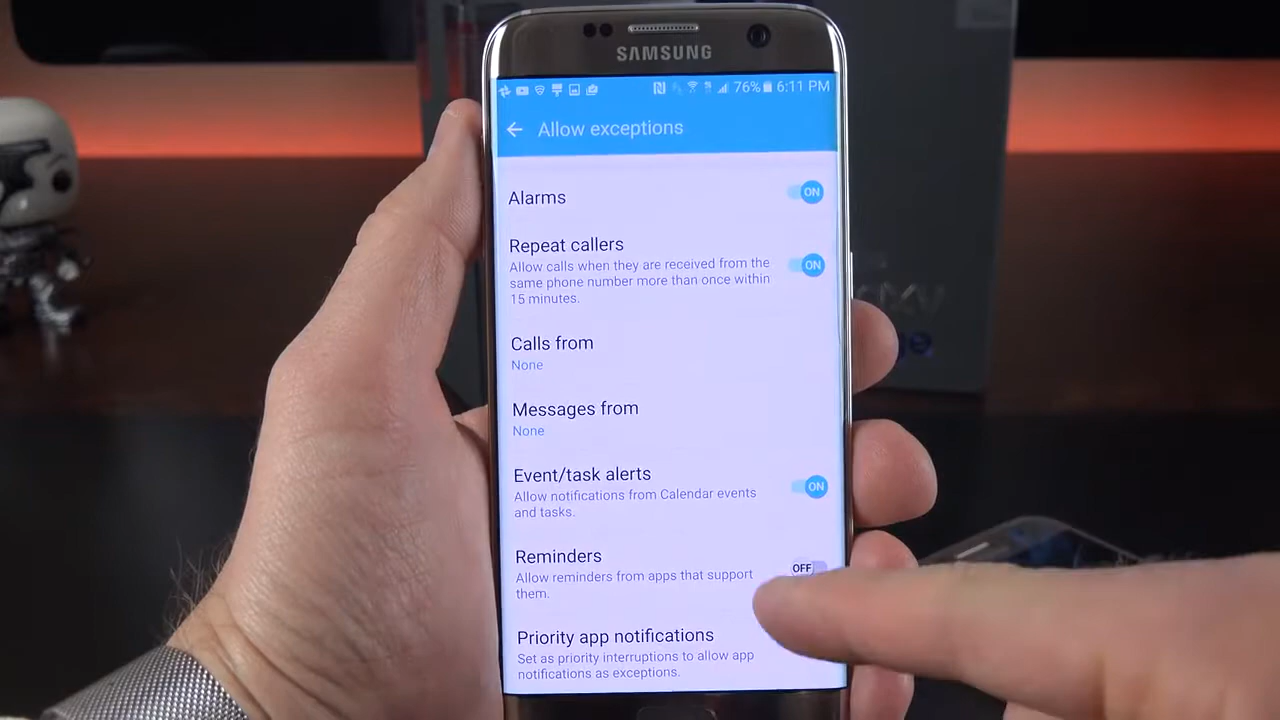 SAMSUNG
76% 6:11 PM
Allow exceptions
Alarms
ON
Repeat callers
Allow calls when they are received from the
same phone number more than once within
15 minutes.
ON
Calls from
None
Messages from
None
Event/task alerts
Allow notifications from Calendar events
and tasks.
ON
Reminders
Allow reminders from apps that support
them.
OFF
Priority app notifications
Set as priority interruptions to allow app
notifications as exceptions.